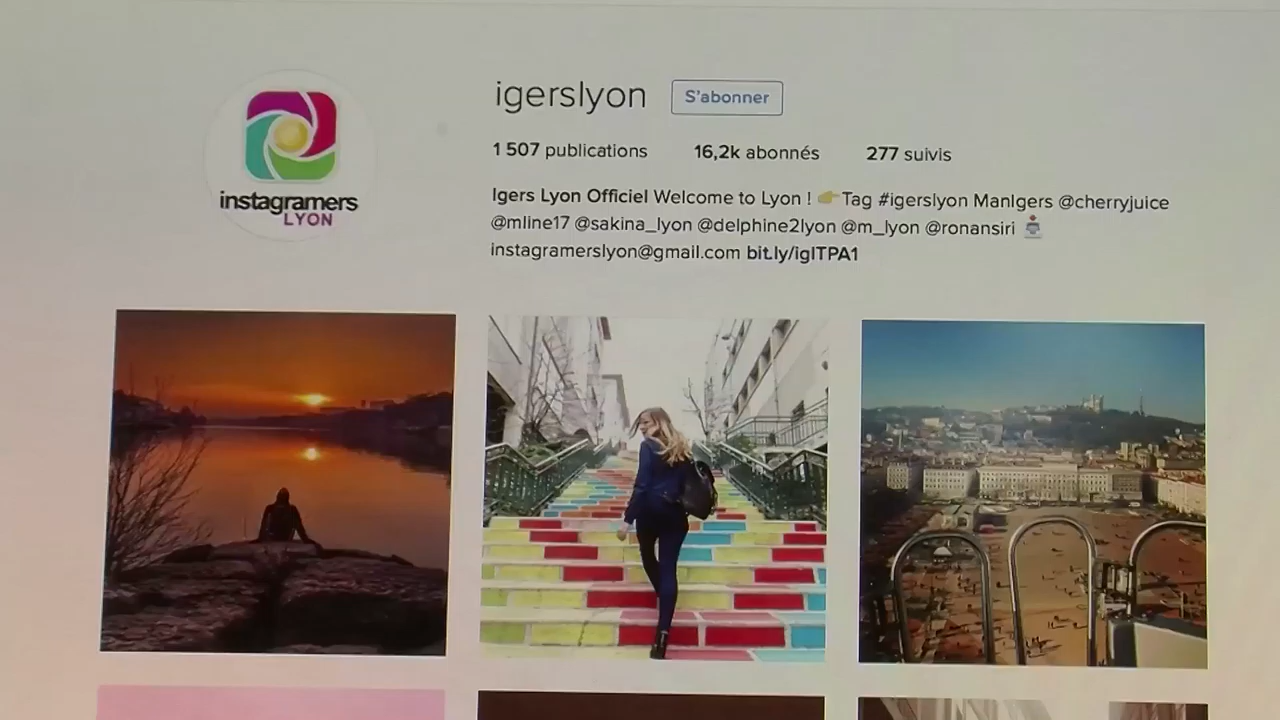 igerslyon S'abonner
1 507 publications 16,2k abonnés 277 suivis
Igers Lyon Officiel Welcome to Lyon ! Tag #igerslyon ManIgers @cherryjuice
@mline17 @sakina_lyon @delphine2lyon @m_lyon @ronansiri
instagramerslyon@gmail.com bit.ly/igITPA1
instagramers
LYON